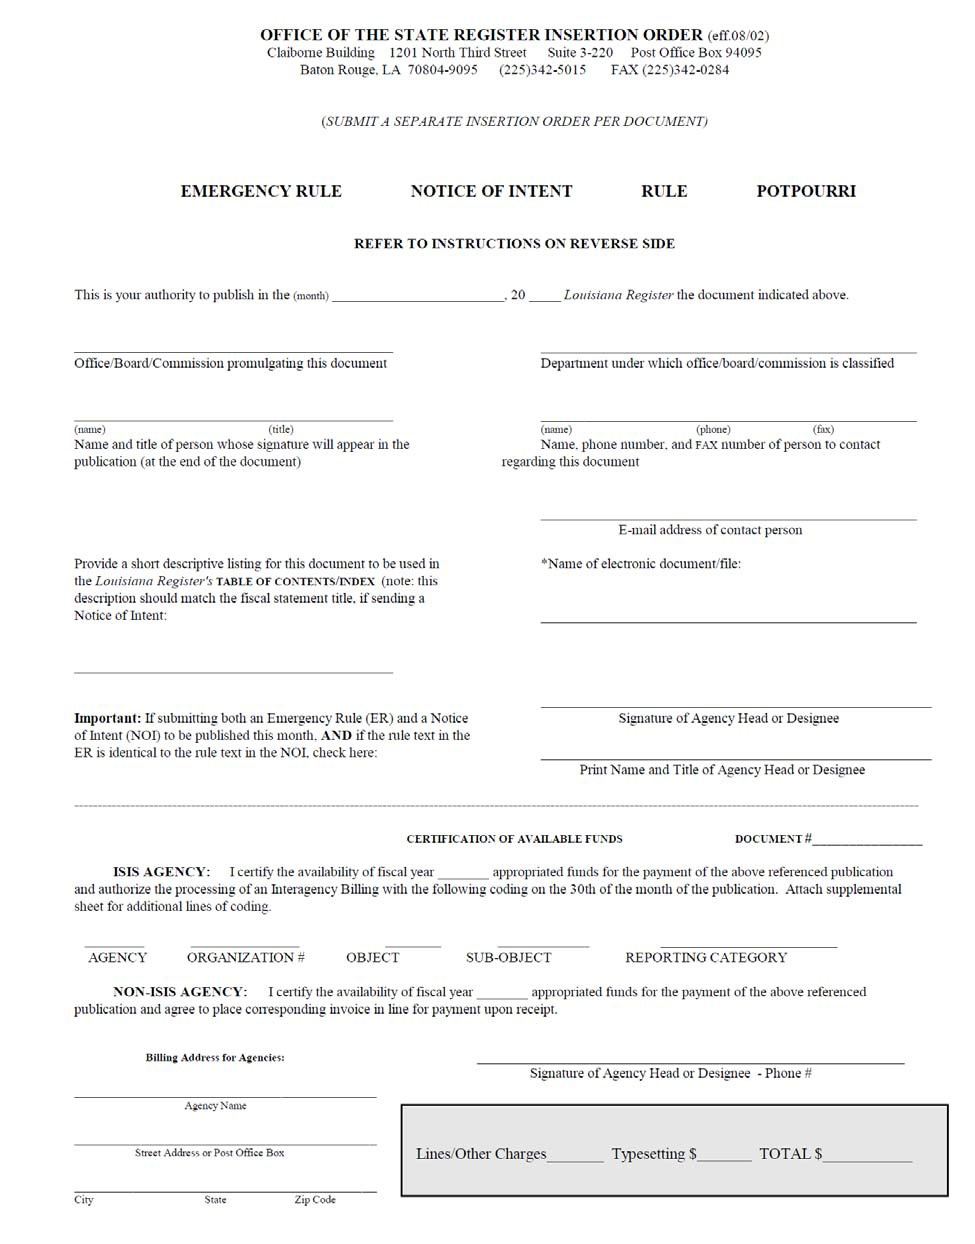 OFFICE OF THE STATE REGISTER INSERTION ORDER (eff.08/02)
Claiborne Building 1201 North Third Street Suite 3-220 Post Office Box 94095
Baton Rouge, LA 70804-9095 (225)342-5015 FAX (225)342-0284
(SUBMIT A SEPARATE INSERTION ORDER PER DOCUMENT)
EMERGENCY RULE NOTICE OF INTENT RULE POTPOURRI
REFER TO INSTRUCTIONS ON REVERSE SIDE
This is your authority to publish in the (month) ________________________, 20 _____ Louisiana Register the document indicated above.
Office/Board/Commission promulgating this document Department under which office/board/commission is classified
(name) (title) (name) (phone) (fax)
Name and title of person whose signature will appear in the Name, phone number, and FAX number of person to contact
publication (at the end of the document) regarding this document
E-mail address of contact person
Provide a short descriptive listing for this document to be used in *Name of electronic document/file:
the Louisiana Register's TABLE OF CONTENTS/INDEX (note: this
description should match the fiscal statement title, if sending a
Notice of Intent:
Important: If submitting both an Emergency Rule (ER) and a Notice Signature of Agency Head or Designee
of Intent (NOI) to be published this month, AND if the rule text in the
ER is identical to the rule text in the NOI, check here:
Print Name and Title of Agency Head or Designee
CERTIFICATION OF AVAILABLE FUNDS DOCUMENT #________________
ISIS AGENCY: I certify the availability of fiscal year _______ appropriated funds for the payment of the above referenced publication
and authorize the processing of an Interagency Billing with the following coding on the 30th of the month of the publication. Attach supplemental
sheet for additional lines of coding.
AGENCY ORGANIZATION # OBJECT SUB-OBJECT REPORTING CATEGORY
NON-ISIS AGENCY: I certify the availability of fiscal year _______ appropriated funds for the payment of the above referenced
publication and agree to place corresponding invoice in line for payment upon receipt.
Billing Address for Agencies:
Signature of Agency Head or Designee - Phone #
Agency Name
Street Address or Post Office Box
Lines/Other Charges_______ Typesetting $_______ TOTAL $___________
City State Zip Code